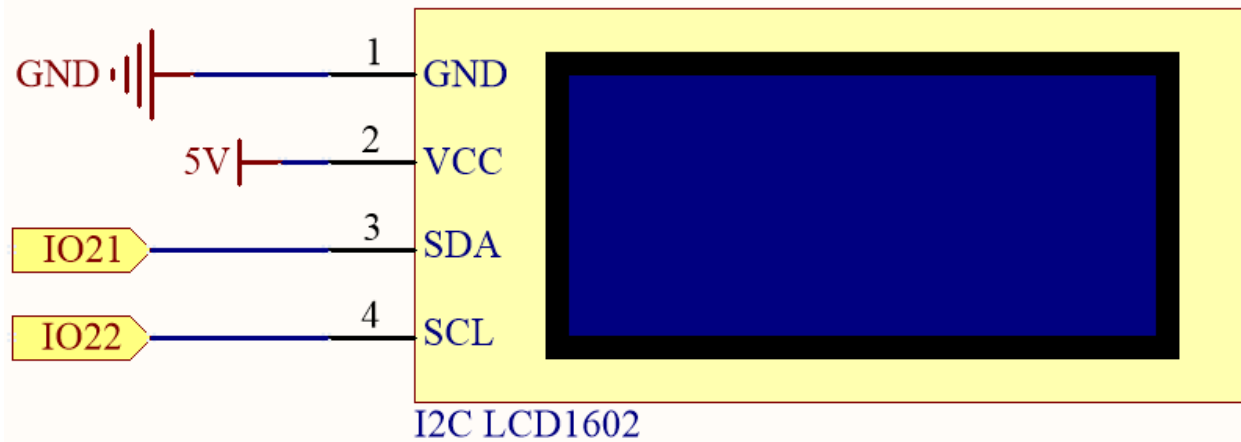 GND 1 GND
5V 2 VCC
IO21 3 SDA
IO22 4 SCL
I2C LCD1602